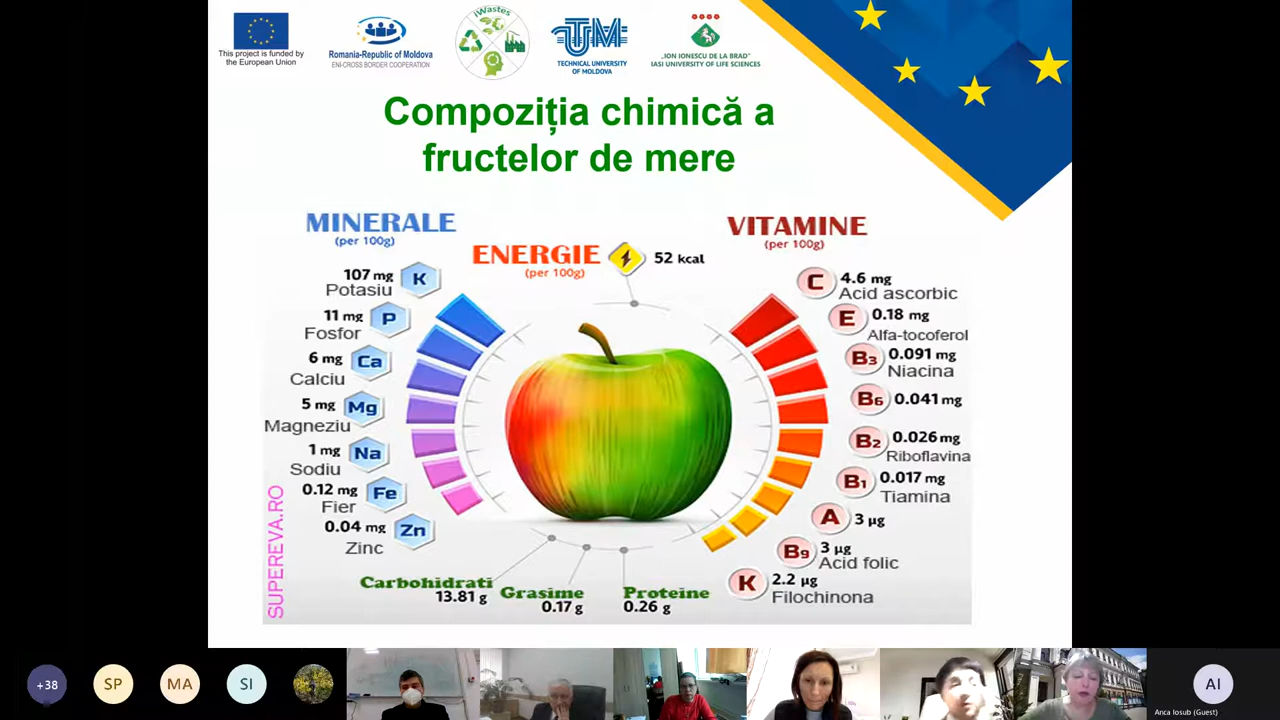 This project is funded by
the European Union
Romania-Republic of Moldova
ENI-CROSS BORDER COOPERATION
IWastes
TUM
TECHNICAL UNIVERSITY
OF MOLDOVA
„ION IONESCU DE LA BRAD"
IASI UNIVERSITY OF LIFE SCIENCES
Compoziția chimică a
fructelor de mere
MINERALE
(per 100g)
107 mg K
Potasiu
11 mg P
Fosfor
6 mg Ca
Calciu
5 mg Mg
Magneziu
1 mg Na
Sodiu
0.12 mg Fe
Fier
0.04 mg Zn
Zinc
ENERGIE
(per 100g)
52 kcal
VITAMINE
(per 100g)
C 4.6 mg
Acid ascorbic
E 0.18 mg
Alfa-tocoferol
B3 0.091 mg
Niacina
B6 0.041 mg
B2 0.026 mg
Riboflavina
B1 0.017 mg
Tiamina
A 3 µg
B9 3 µg
Acid folic
K 2.2 µg
Filochinona
Carbohidrati
13.81 g
Grasime
0.17 g
Proteine
0.26 g
SUPEREVA.RO
+38
SP
MA
SI
AI
Anca Iosub (Guest)